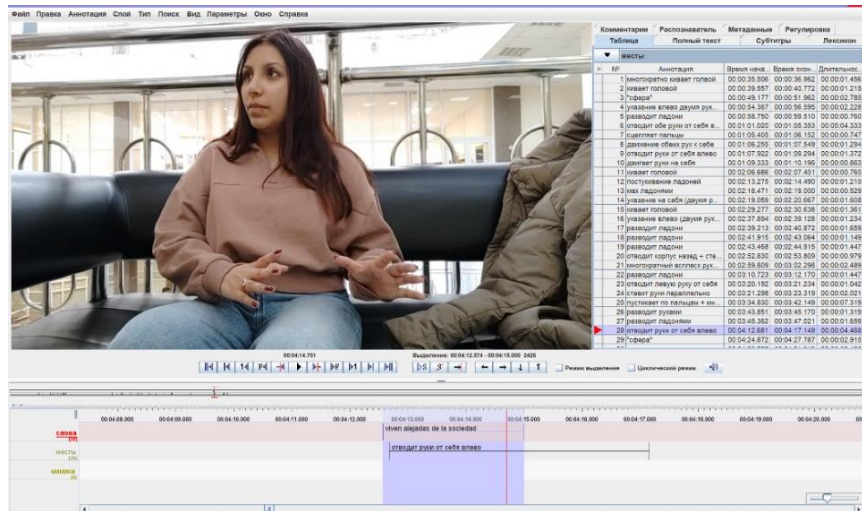 Файл Правка Аннотация Слой Тип Поиск Вид Параметры Окно Справка
Комментарии Распознаватель Метаданные Регулировка
Таблица Полный текст Субтитры Лексикон
жесты
№ Аннотация Время нача... Время окон... Длительнос...
1 многократно кивает головой 00:00:35.506 00:00:36.962 00:00:01.456
2 кивает головой 00:00:39.557 00:00:40.772 00:00:01.215
3 "сфера" 00:00:49.177 00:00:51.962 00:00:02.785
4 указание влево двумя рук... 00:00:54.367 00:00:56.595 00:00:02.228
5 разводит ладони 00:00:58.750 00:00:59.510 00:00:00.760
6 отводит обе руки от себя в... 00:01:01.020 00:01:05.353 00:00:04.333
7 сцепляет пальцы 00:01:05.405 00:01:06.152 00:00:00.747
8 движение обеих рук к себе 00:01:06.255 00:01:07.549 00:00:01.294
9 отводит руки от себя влево 00:01:07.922 00:01:09.294 00:00:01.372
10 двигает руки на себя 00:01:09.333 00:01:10.196 00:00:00.863
11 кивает головой 00:02:06.686 00:02:07.451 00:00:00.765
12 постукивание ладоней 00:02:13.275 00:02:14.490 00:00:01.215
13 мах ладонями 00:02:18.471 00:02:19.000 00:00:00.529
14 указание на себя (двумя р... 00:02:19.059 00:02:20.667 00:00:01.608
15 кивает головой 00:02:29.277 00:02:30.638 00:00:01.361
16 указание влево (двумя рук... 00:02:37.894 00:02:39.128 00:00:01.234
17 разводит ладони 00:02:39.213 00:02:40.872 00:00:01.659
18 разводит ладони 00:02:41.915 00:02:43.064 00:00:01.149
19 разводит ладони 00:02:43.468 00:02:44.915 00:00:01.447
20 отводит корпус назад + ста... 00:02:52.830 00:02:53.809 00:00:00.979
21 многократный всплеск рук... 00:02:59.809 00:03:02.298 00:00:02.489
22 разводит ладони 00:03:10.723 00:03:12.170 00:00:01.447
23 отводит левую руку от себя 00:03:20.192 00:03:21.234 00:00:01.042
24 ставит руки параллельно 00:03:21.298 00:03:23.319 00:00:02.021
25 00:03:34.830 00:03:42.149 00:00:07.319
26 разводит руками 00:03:43.851 00:03:45.170 00:00:01.319
27 разводит ладонями 00:03:45.362 00:03:47.021 00:00:01.659
28 отводит руки от себя влево 00:04:12.681 00:04:17.149 00:00:04.468
29 "сфера" 00:04:24.872 00:04:27.787 00:00:02.915
00:04:14.701 Выделение: 00:04:12.574 - 00:04:15.000 2426
Режим выделения Циклический режим
00:04:08.000 00:04:09.000 00:04:10.000 00:04:11.000 00:04:12.000 00:04:13.000 00:04:14.000 00:04:15.000 00:04:16.000 00:04:17.000 00:04:18.000 00:04:19.000 00:04:20.000
слова viven alejadas de la sociedad
жесты отводит руки от себя влево
мимика